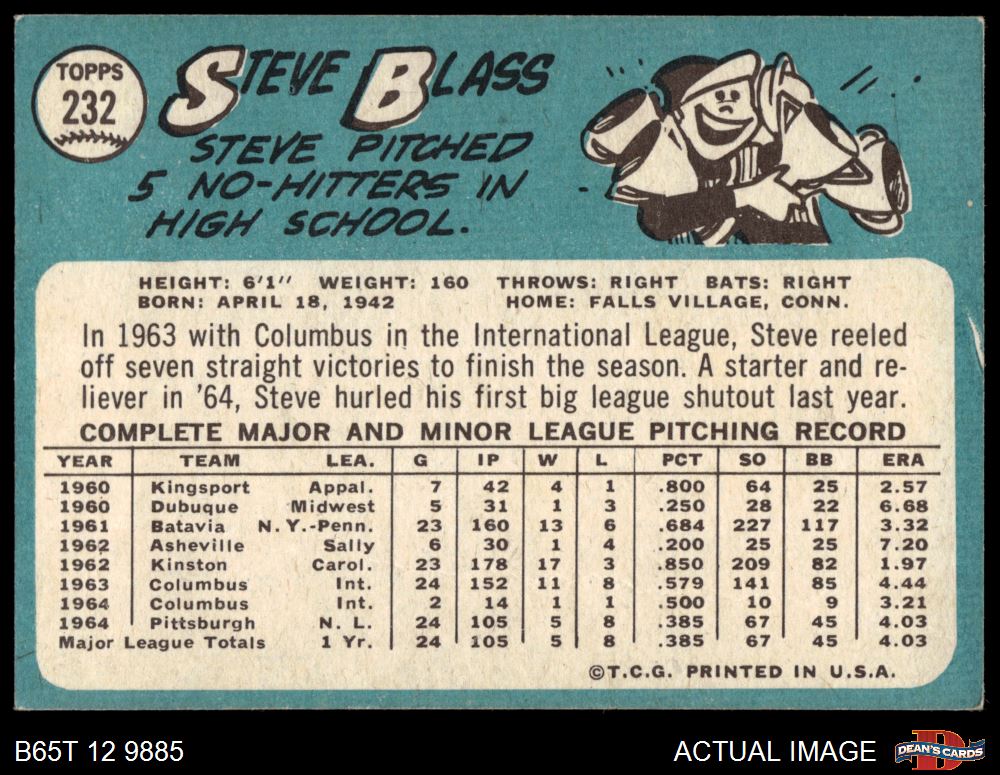 TOPPS
232
STEVE BLASS
STEVE PITCHED
5 NO-HITTERS IN
HIGH SCHOOL.
HEIGHT: 6'1" WEIGHT: 160 THROWS: RIGHT BATS: RIGHT
BORN: APRIL 18, 1942 HOME: FALLS VILLAGE, CONN.
In 1963 with Columbus in the International League, Steve reeled
off seven straight victories to finish the season. A starter and re-
liever in '64, Steve hurled his first big league shutout last year.
COMPLETE MAJOR AND MINOR LEAGUE PITCHING RECORD
YEAR TEAM LEA. G IP W L PCT SO BB ERA
1960 Kingsport Appal. 7 42 4 1 .800 64 25 2.57
1960 Dubuque Midwest 5 31 1 3 .250 28 22 6.68
1961 Batavia N.Y.-Penn. 23 160 13 6 .684 227 117 3.32
1962 Asheville Sally 6 30 1 4 .200 25 25 7.20
1962 Kinston Carol. 23 178 17 3 .850 209 82 1.97
1963 Columbus Int. 24 152 11 8 .579 141 85 4.44
1964 Columbus Int. 2 14 1 1 .500 10 9 3.21
1964 Pittsburgh N. L. 24 105 5 8 .385 67 45 4.03
Major League Totals 1 Yr. 24 105 5 8 .385 67 45 4.03
©T.C.G. PRINTED IN U.S.A.
B65T 12 9885 ACTUAL IMAGE DEAN'S CARDS